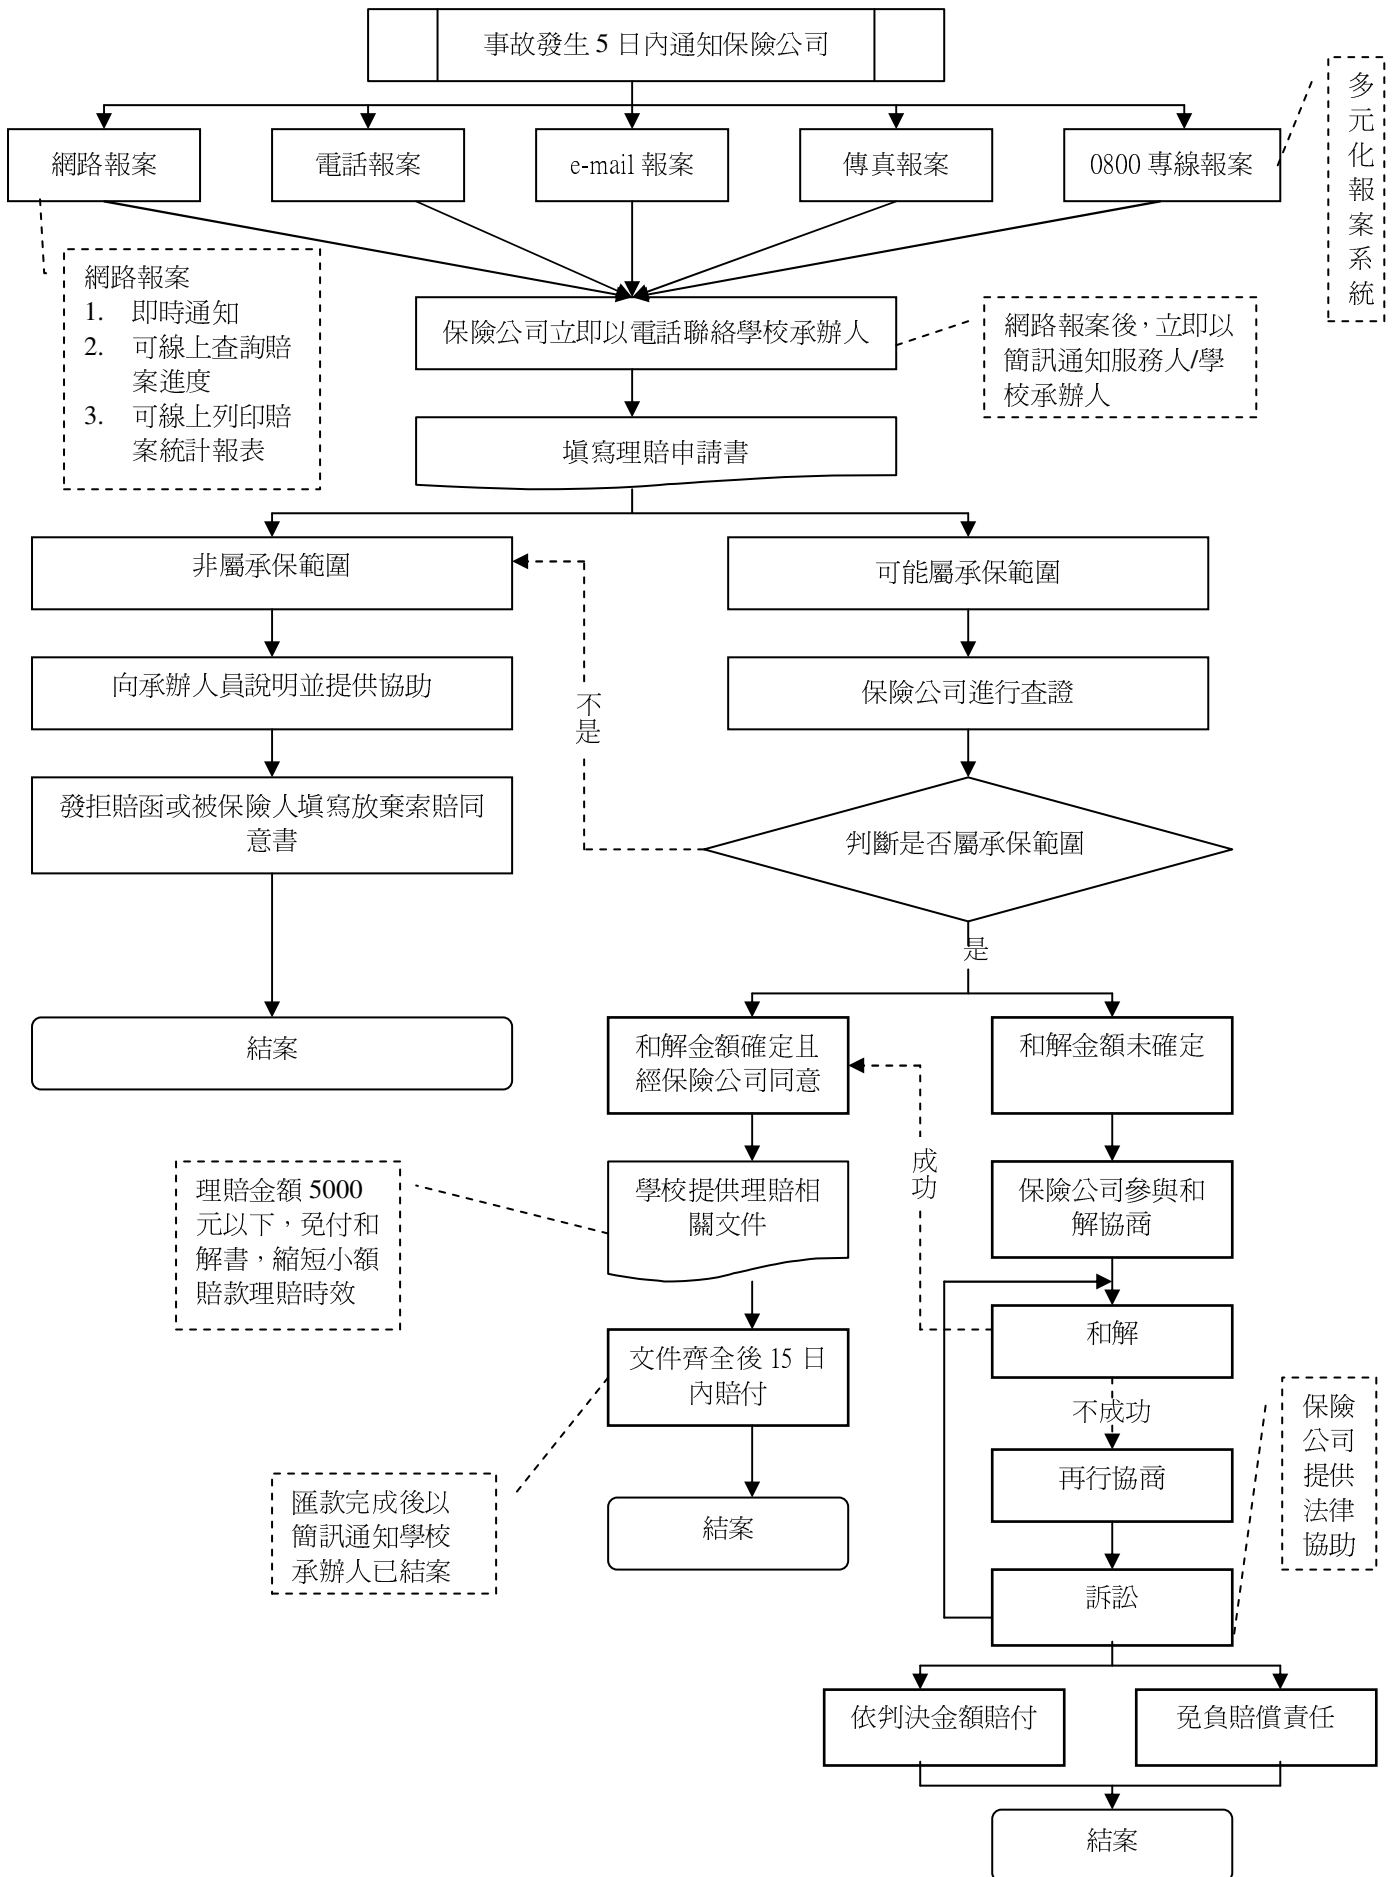 事故發生 5 日內通知保險公司
多元化報案系統
網路報案
電話報案
e-mail 報案
傳真報案
0800 專線報案
網路報案
1. 即時通知
2. 可線上查詢賠
案進度
3. 可線上列印賠
案統計報表
保險公司立即以電話聯絡學校承辦人
網路報案後，立即以
簡訊通知服務人/學
校承辦人
填寫理賠申請書
非屬承保範圍
可能屬承保範圍
向承辦人員說明並提供協助
不是
保險公司進行查證
發拒賠函或被保險人填寫放棄索賠同
意書
判斷是否屬承保範圍
是
結案
和解金額確定且
經保險公司同意
和解金額未確定
成功
理賠金額 5000
元以下，免付和
解書，縮短小額
賠款理賠時效
學校提供理賠相
關文件
保險公司參與和
解協商
文件齊全後 15 日
內賠付
和解
不成功
保險
公司
提供
法律
協助
匯款完成後以
簡訊通知學校
承辦人已結案
結案
再行協商
訴訟
依判決金額賠付
免負賠償責任
結案